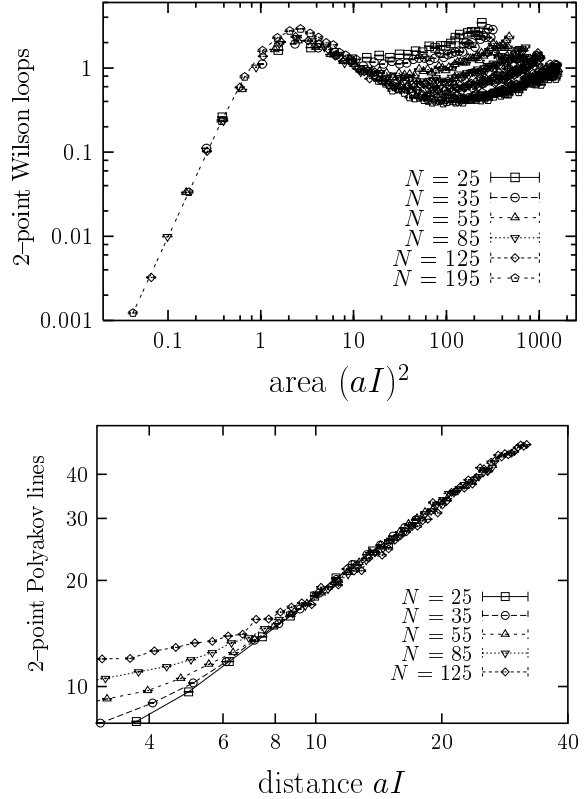 2–point Wilson loops
1
0.1
0.01
0.001
N = 25
N = 35
N = 55
N = 85
N = 125
N = 195
0.1 1 10 100 1000
area (aI)²
2–point Polyakov lines
40
30
20
10
N = 25
N = 35
N = 55
N = 85
N = 125
4 6 8 10 20 40
distance aI